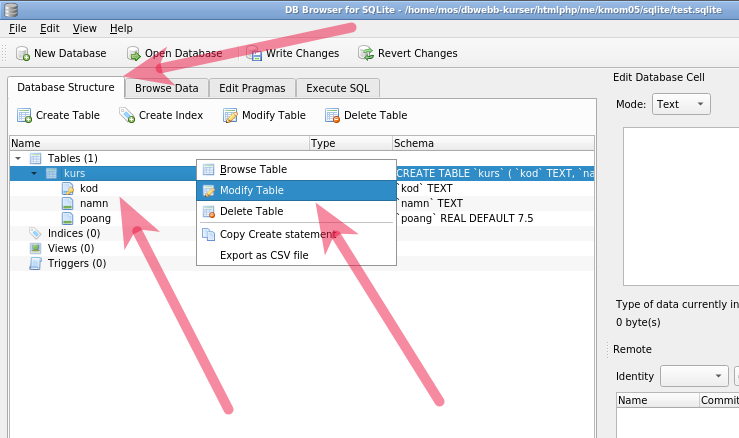 DB Browser for SQLite - /home/mos/dbwebb-kurser/htmlphp/me/kmom05/sqlite/test.sqlite
File Edit View Help
New Database Open Database Write Changes Revert Changes
Database Structure Browse Data Edit Pragmas Execute SQL
Create Table Create Index Modify Table Delete Table
Name Type Schema
Tables (1)
kurs CREATE TABLE `kurs` ( `kod` TEXT, `na
kod `kod` TEXT
namn `namn` TEXT
poang `poang` REAL DEFAULT 7.5
Indices (0)
Views (0)
Triggers (0)
Browse Table
Modify Table
Delete Table
Copy Create statement
Export as CSV file
Edit Database Cell
Mode: Text
Type of data currently in
0 byte(s)
Remote
Identity
Name Commit